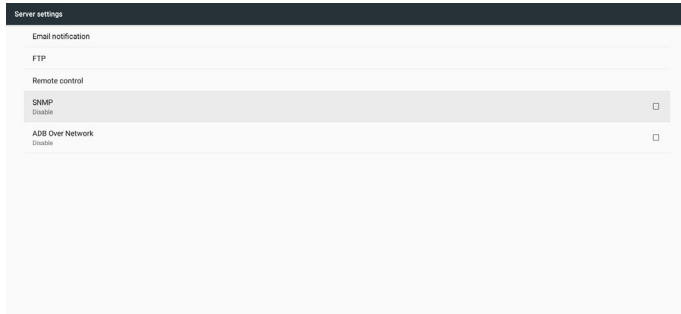 Server settings
Email notification
FTP
Remote control
SNMP
Disable
ADB Over Network
Disable